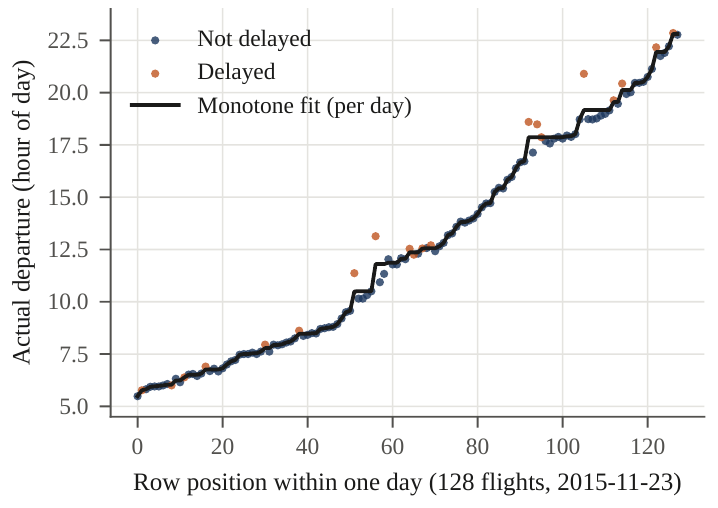 Not delayed
Delayed
Monotone fit (per day)
Actual departure (hour of day)
22.5
20.0
17.5
15.0
12.5
10.0
7.5
5.0
0 20 40 60 80 100 120
Row position within one day (128 flights, 2015-11-23)